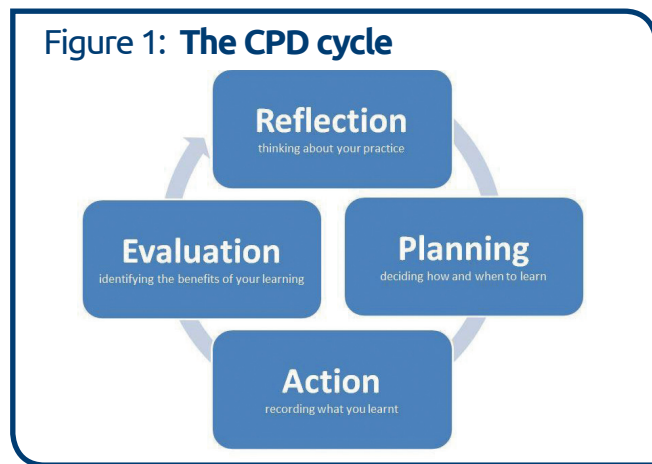 Figure 1: The CPD cycle
Reflection
thinking about your practice
Planning
deciding how and when to learn
Action
recording what you learnt
Evaluation
identifying the benefits of your learning